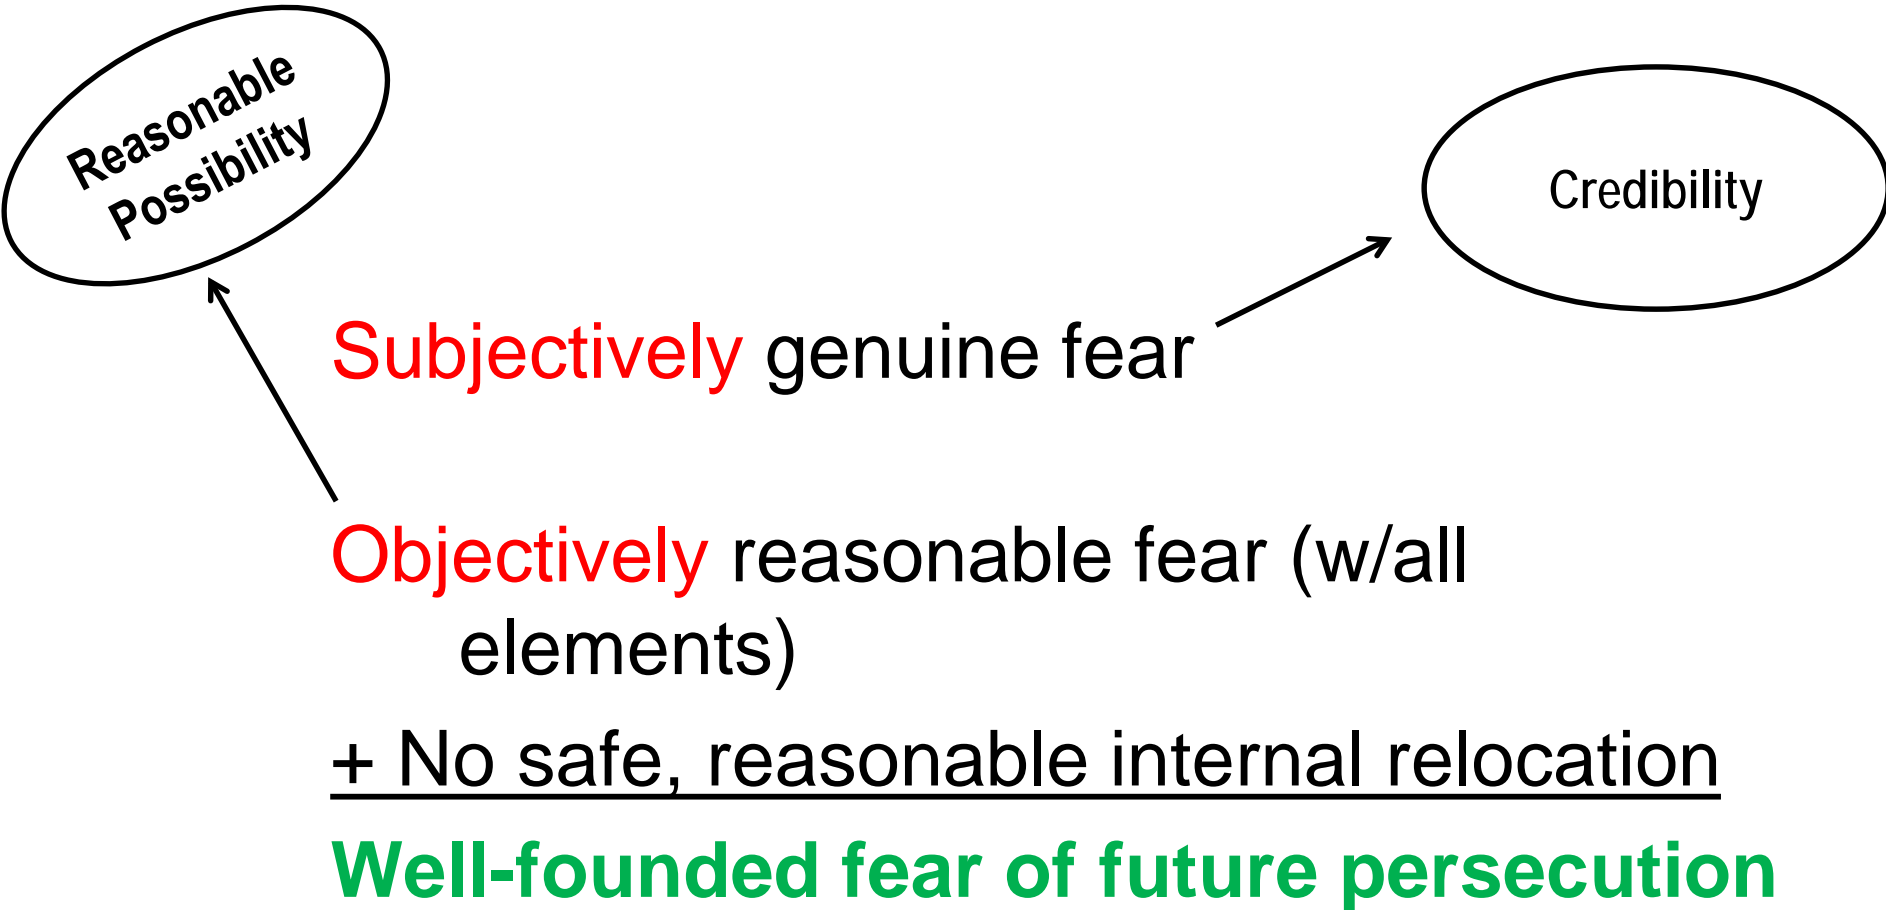 Reasonable
Possibility
Credibility
Subjectively genuine fear
Objectively reasonable fear (w/all
elements)
+ No safe, reasonable internal relocation
Well-founded fear of future persecution